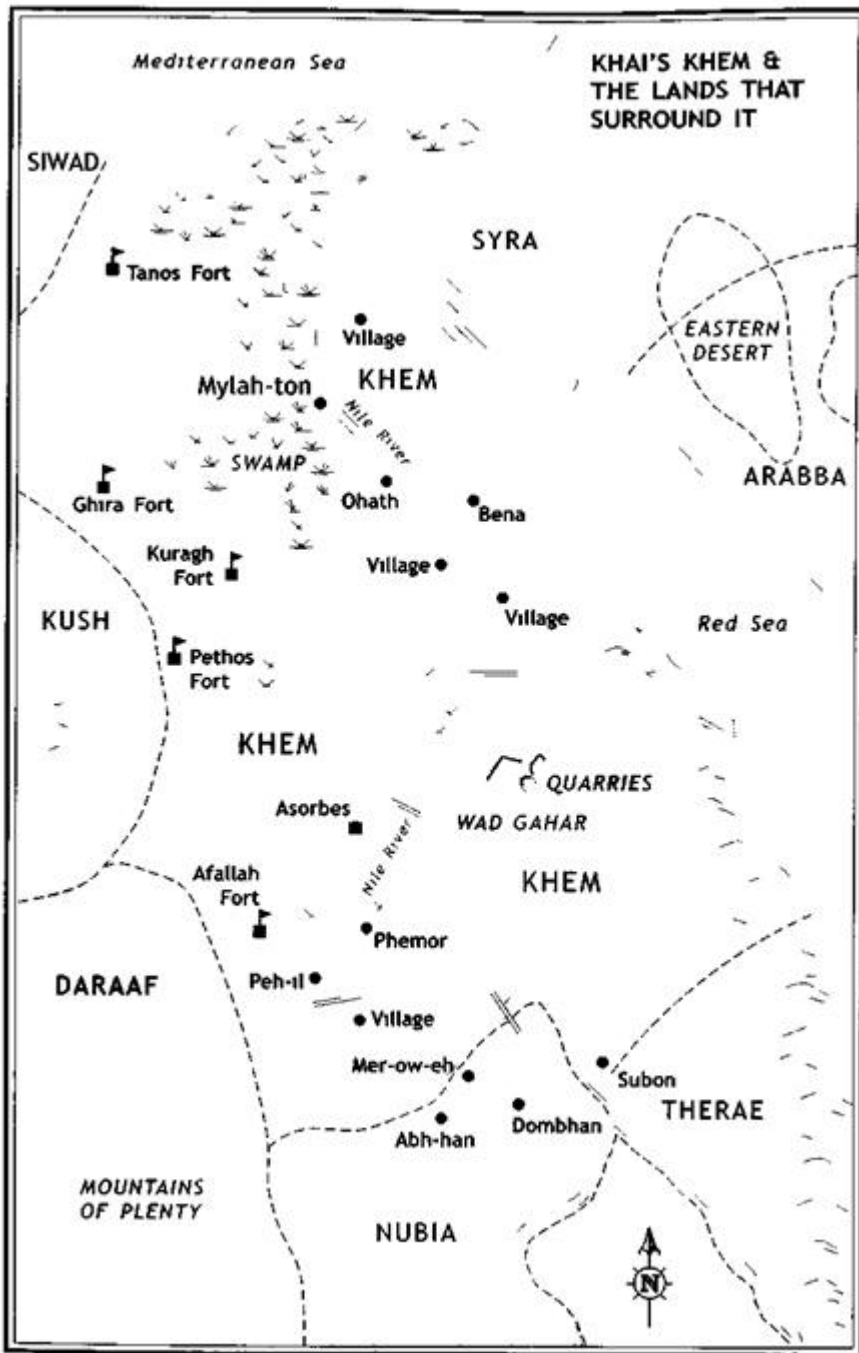 Mediterranean Sea
KHAI'S KHEM &
THE LANDS THAT
SURROUND IT
SIWAD
SYRA
Tanos Fort
Village
EASTERN
DESERT
KHEM
Mylah-ton
Nile River
SWAMP
ARABBA
Ghira Fort
Ohath
Bena
Kuragh
Fort
Village
Village
KUSH
Red Sea
Pethos
Fort
KHEM
QUARRIES
Asorbes
WAD GAHAR
Nile River
Afallah
Fort
KHEM
Phemor
DARAAF
Peh-il
Village
Mer-ow-eh
Subon
THERAE
Abh-han
Dombhan
MOUNTAINS
OF PLENTY
NUBIA
N